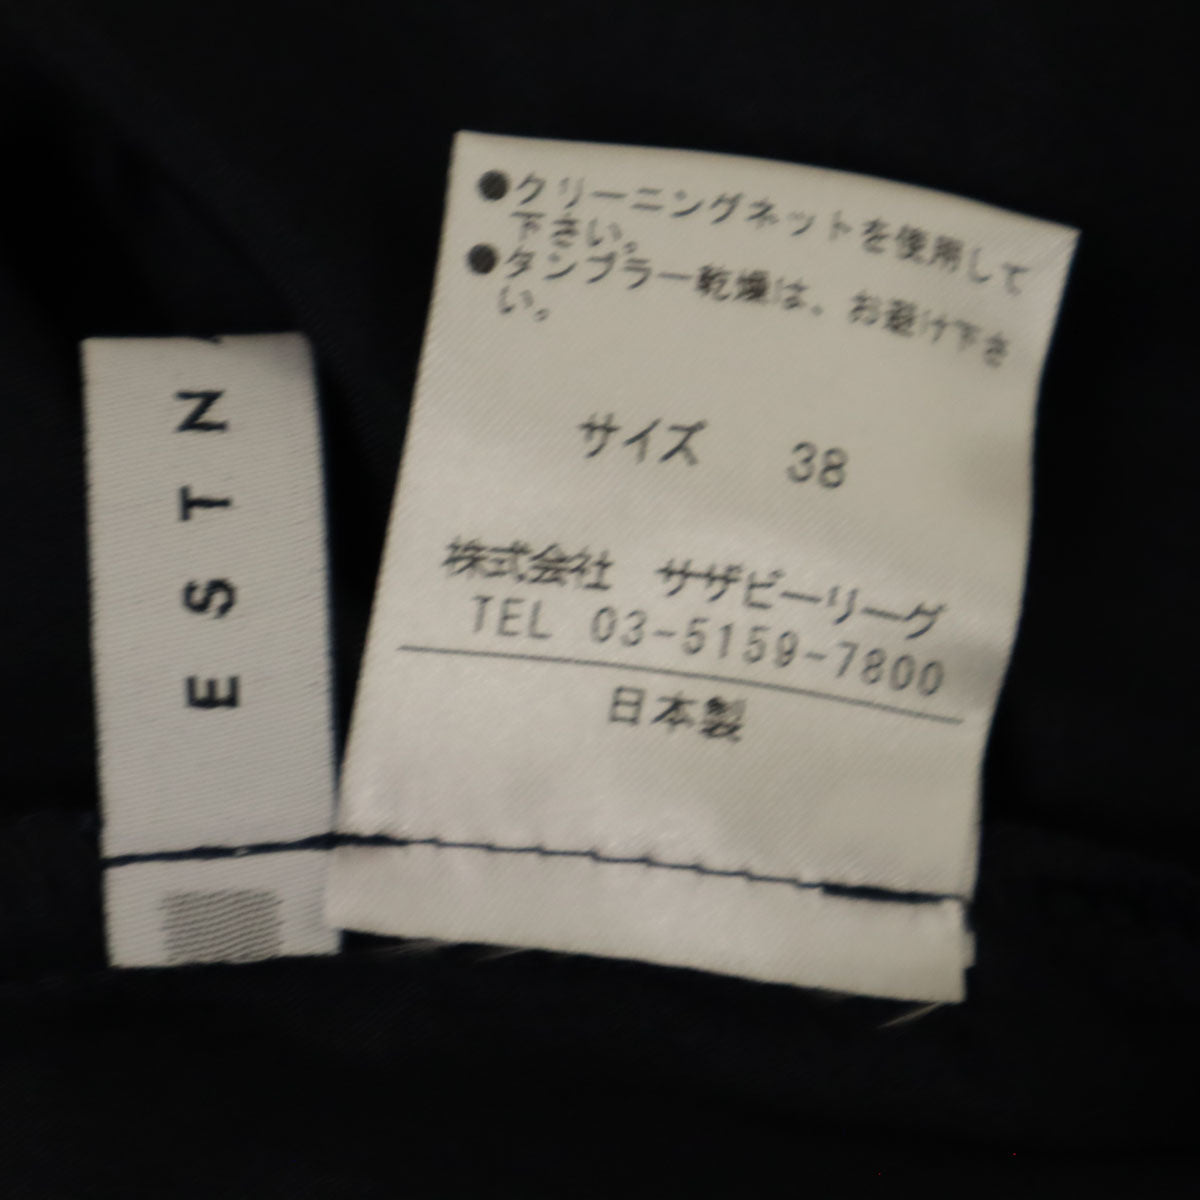 ●クリーニングネットを使用して
下さい。
●タンブラー乾燥は、お避け下さ
い。
サイズ 38
株式会社 サザビーリーグ
TEL 03-5159-7800
日本製
ESTN